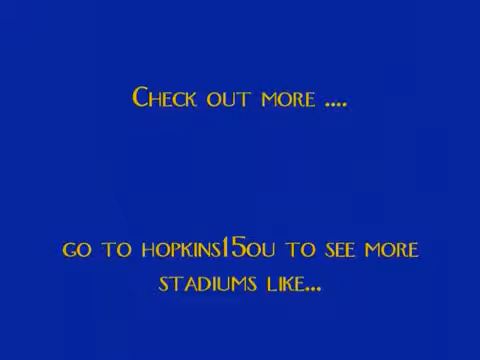 Check out more ....
go to hopkins15ou to see more
stadiums like...